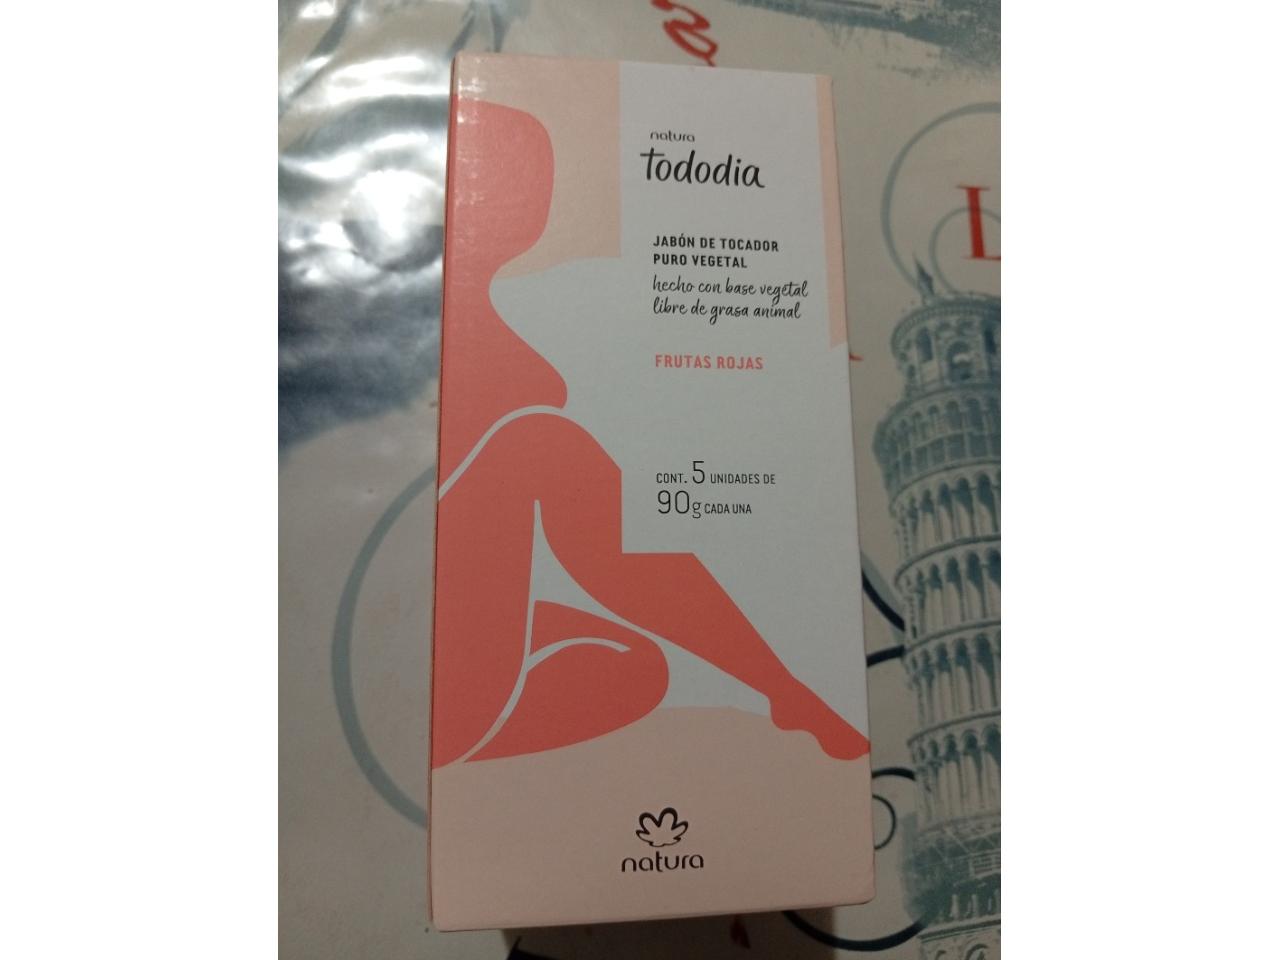 natura
tododia
JABÓN DE TOCADOR
PURO VEGETAL
hecho con base vegetal
libre de grasa animal
FRUTAS ROJAS
CONT. 5 UNIDADES DE
90g CADA UNA
natura